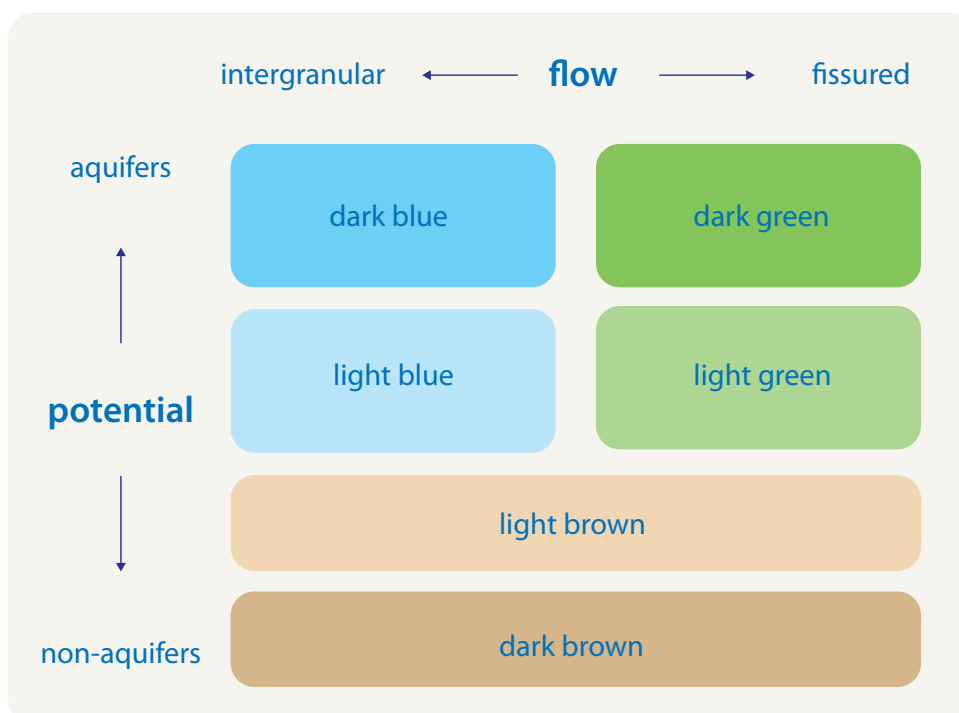 intergranular
flow
fissured
aquifers
dark blue
dark green
light blue
light green
potential
light brown
non-aquifers
dark brown